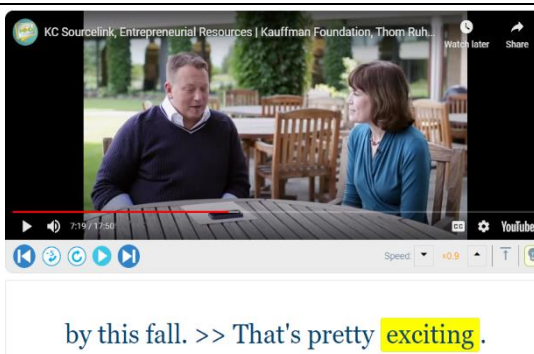 KC Sourcelink, Entrepreneurial Resources | Kauffman Foundation, Thom Ruh...
Watch later
Share
7:19 / 17:50
CC
YouTube
Speed:
×0.9
by this fall. >> That's pretty exciting.